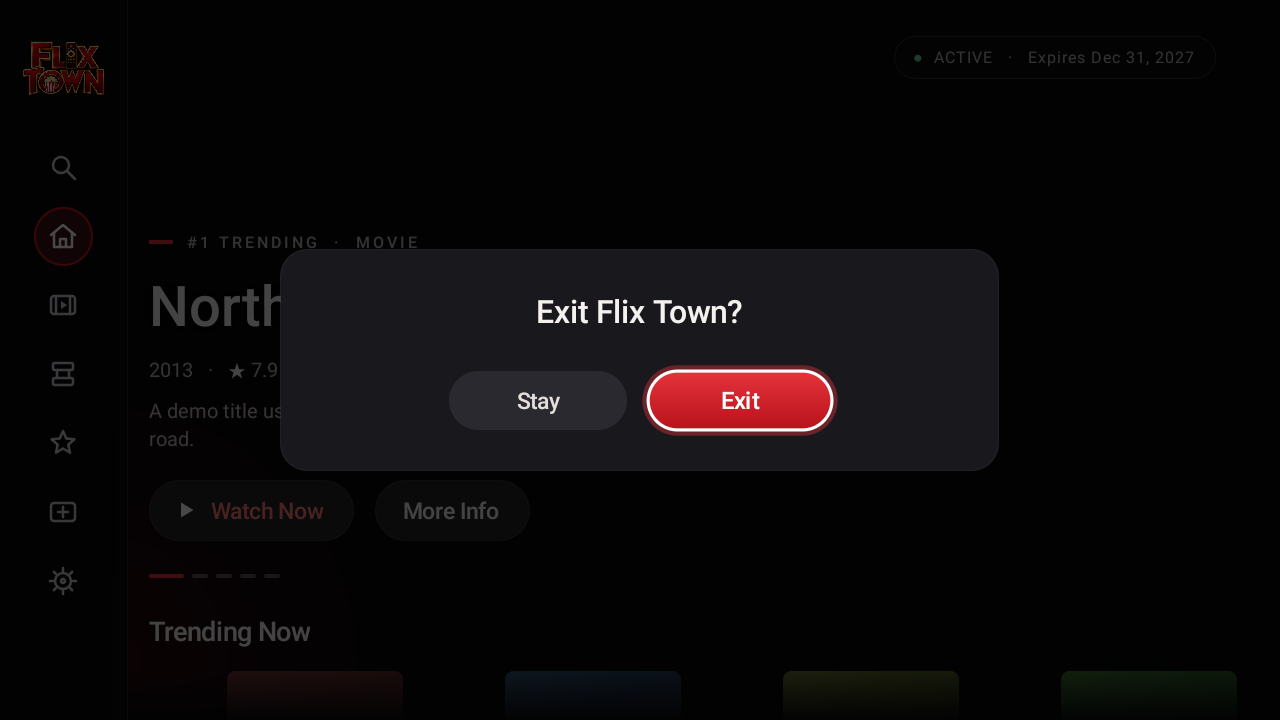 FLIX
TOWN
ACTIVE · Expires Dec 31, 2027
#1 TRENDING · MOVIE
North
2013 · ★ 7.9
A demo title us
road.
Exit Flix Town?
Stay
Exit
Watch Now
More Info
Trending Now